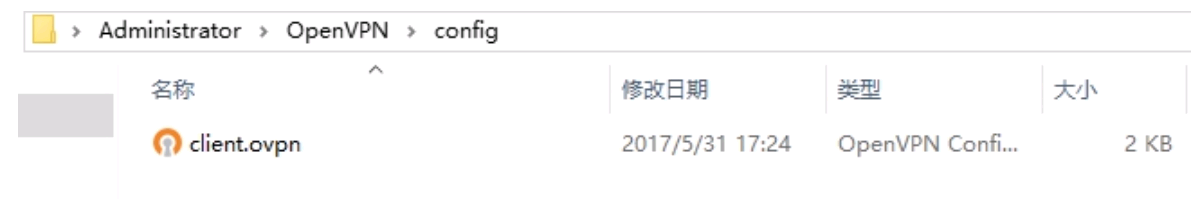 Administrator > OpenVPN > config
名称 修改日期 类型 大小
client.ovpn 2017/5/31 17:24 OpenVPN Confi... 2 KB